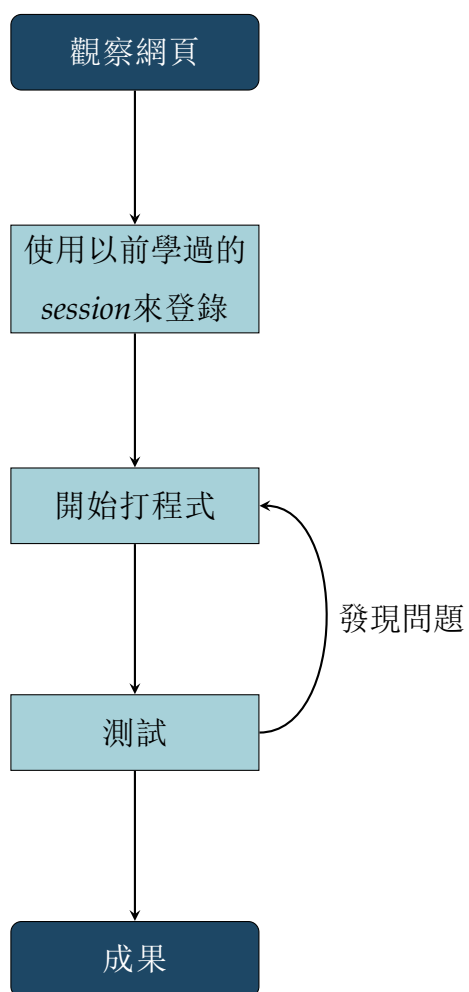 觀察網頁
使用以前學過的
session來登錄
開始打程式
發現問題
測試
成果